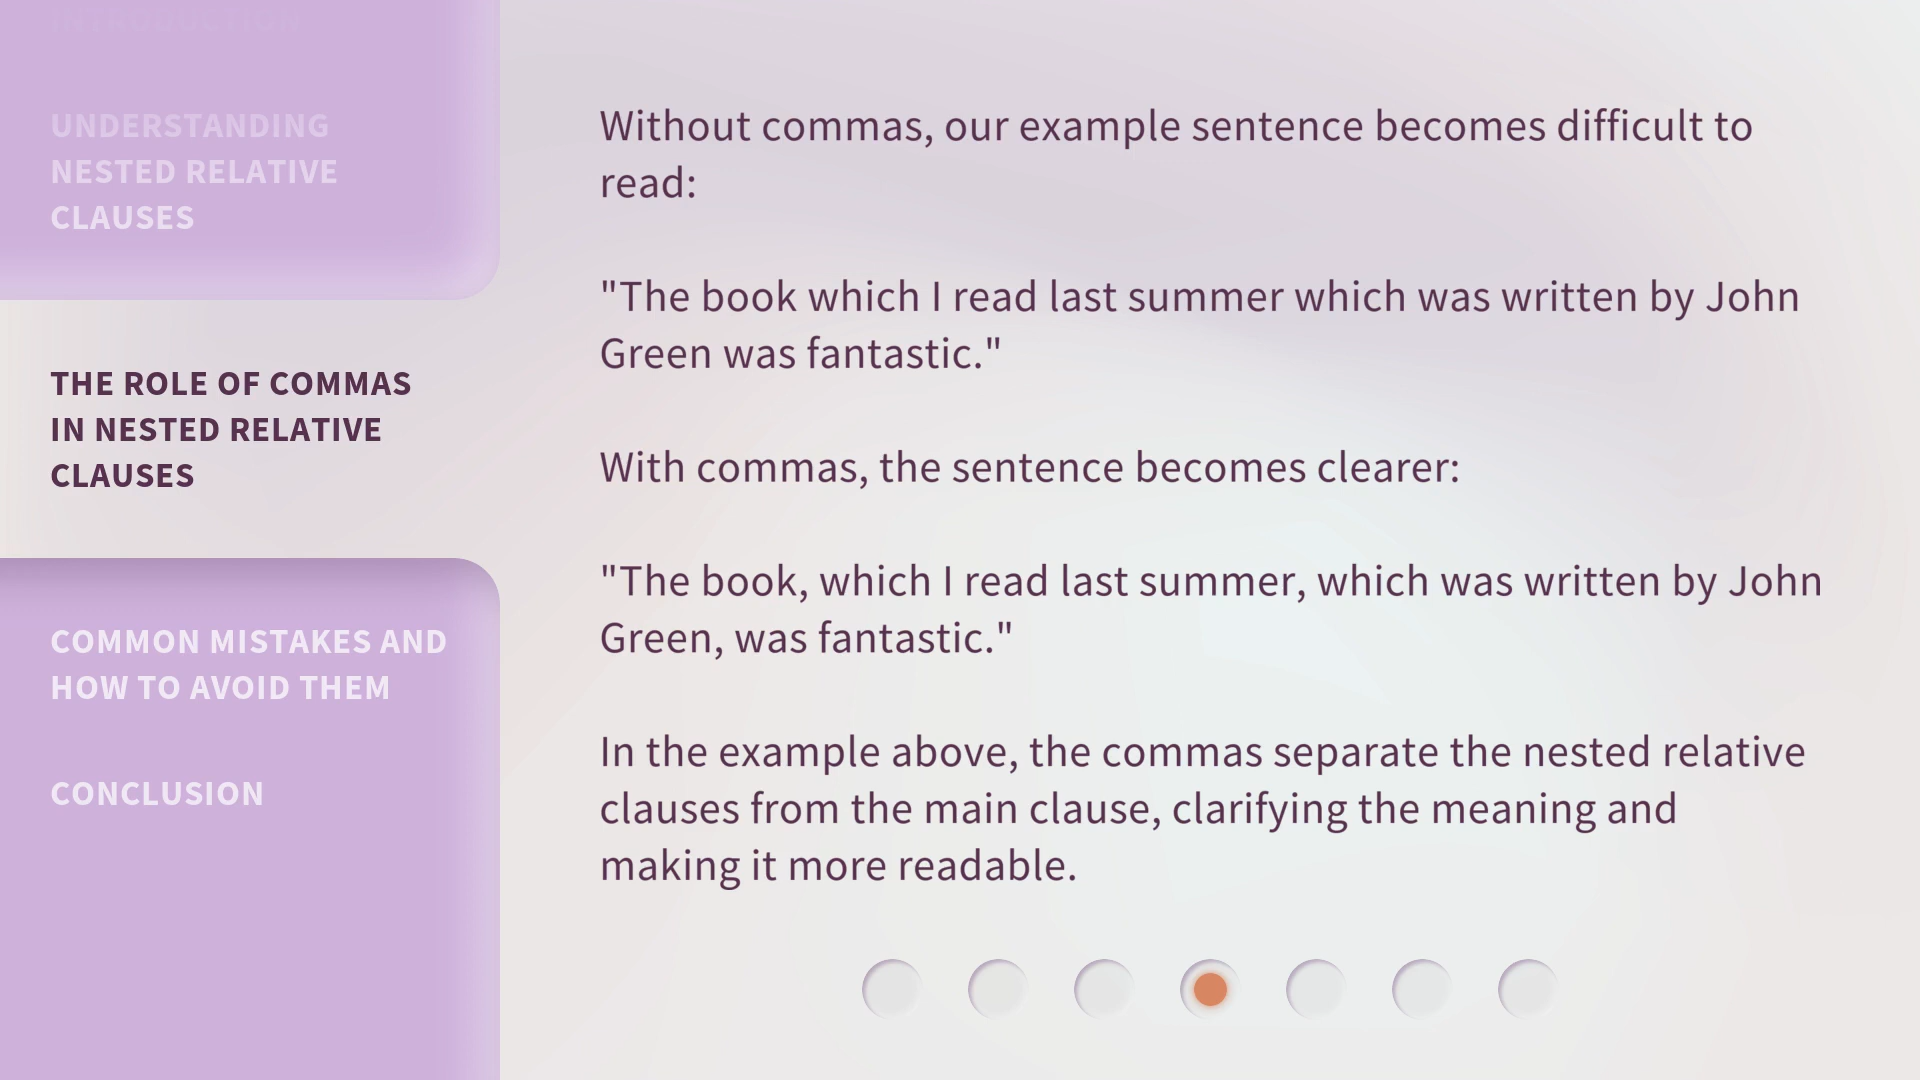 INTRODUCTION
UNDERSTANDING
NESTED RELATIVE
CLAUSES
THE ROLE OF COMMAS
IN NESTED RELATIVE
CLAUSES
COMMON MISTAKES AND
HOW TO AVOID THEM
CONCLUSION
Without commas, our example sentence becomes difficult to
read:
"The book which I read last summer which was written by John
Green was fantastic."
With commas, the sentence becomes clearer:
"The book, which I read last summer, which was written by John
Green, was fantastic."
In the example above, the commas separate the nested relative
clauses from the main clause, clarifying the meaning and
making it more readable.